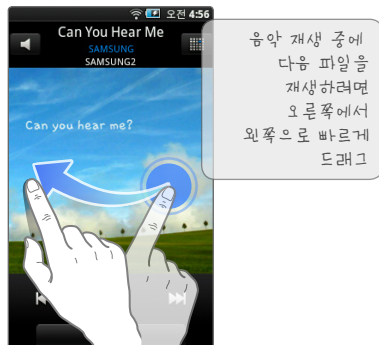 오전 4:56
Can You Hear Me
SAMSUNG
SAMSUNG2
Can you hear me?
음악 재생 중에
다음 파일을
재생하려면
오른쪽에서
왼쪽으로 빠르게
드래그